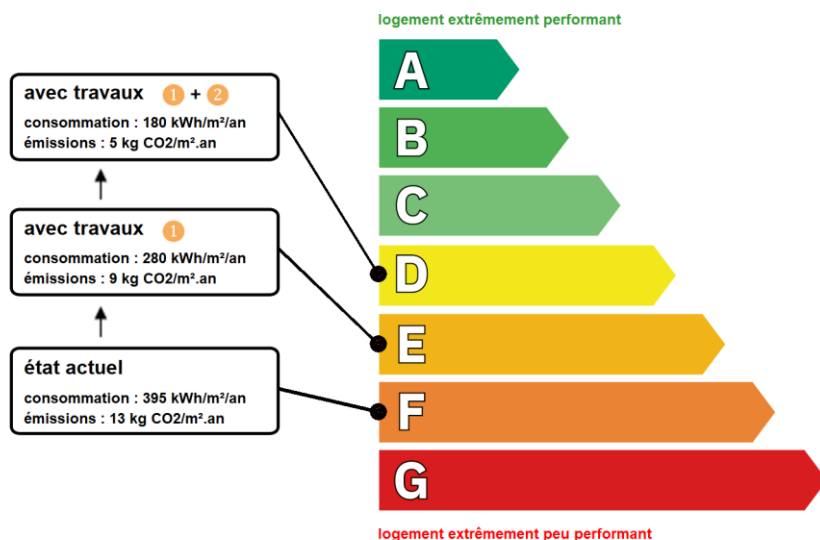 logement extrêmement performant
A
B
C
D
E
F
G
logement extrêmement peu performant
avec travaux 1 + 2
consommation : 180 kWh/m²/an
émissions : 5 kg CO2/m².an
avec travaux 1
consommation : 280 kWh/m²/an
émissions : 9 kg CO2/m².an
état actuel
consommation : 395 kWh/m²/an
émissions : 13 kg CO2/m².an